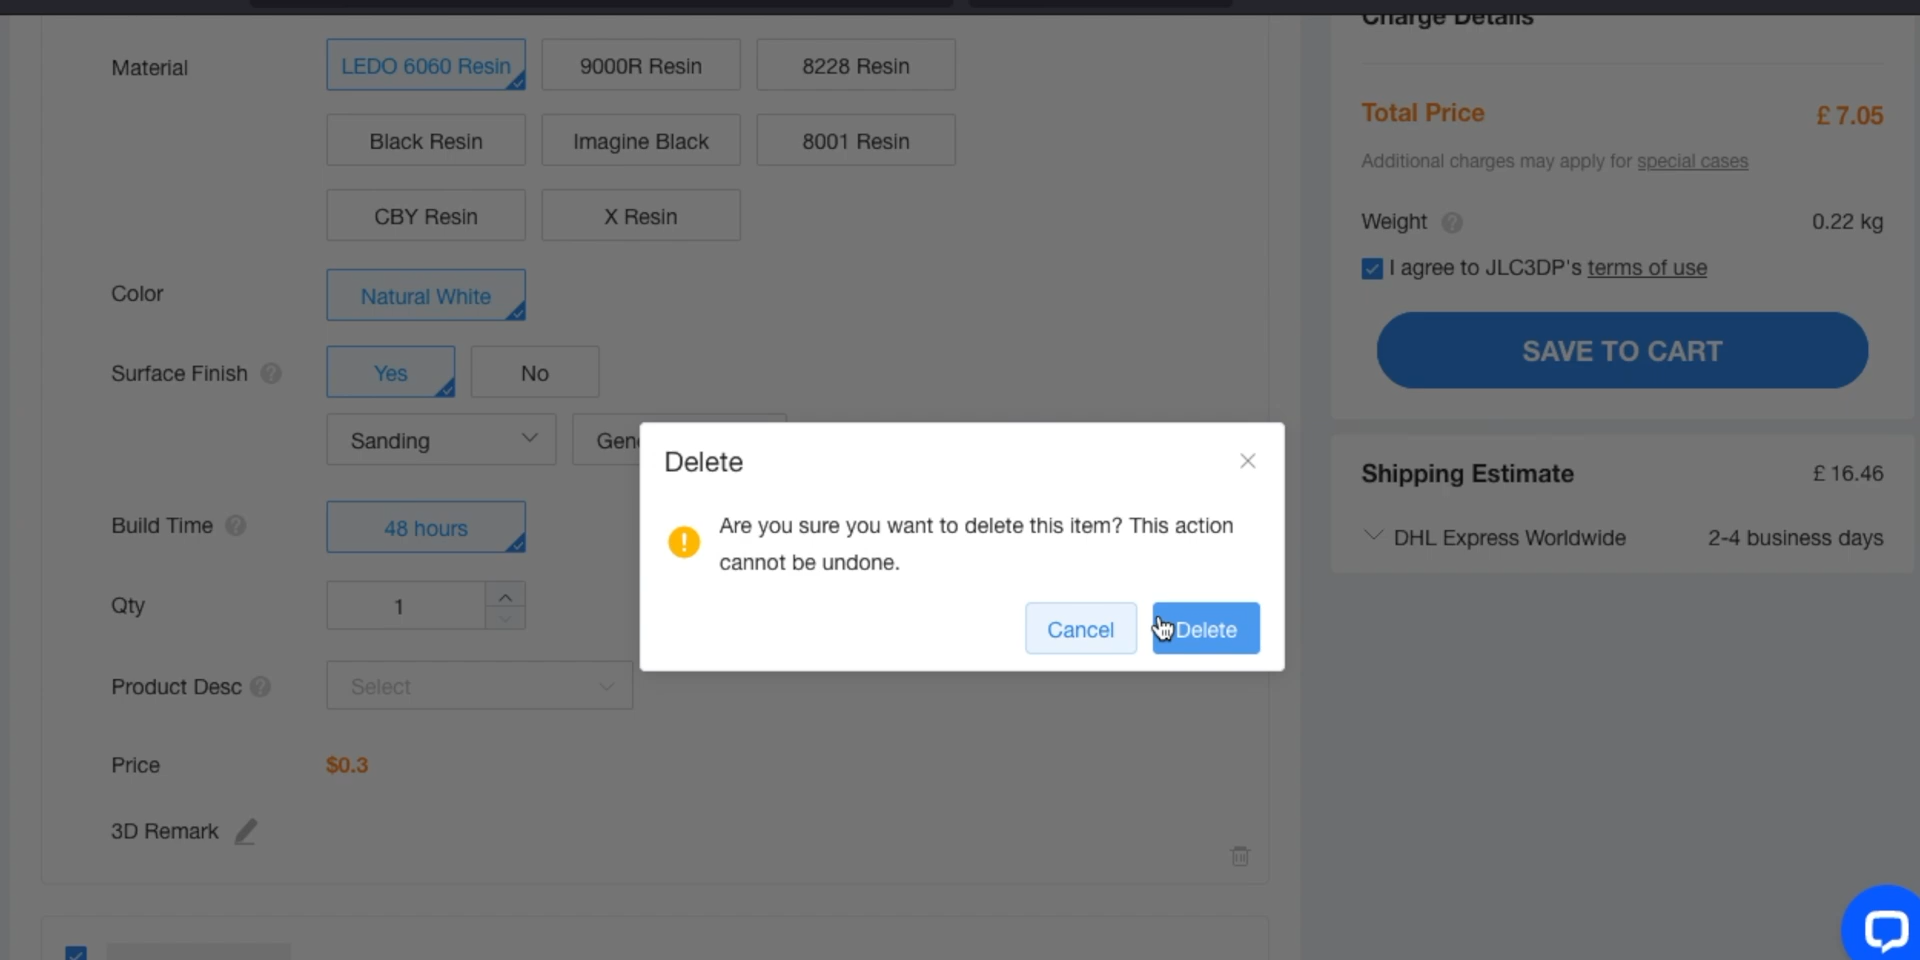 Charge Details
Material
LEDO 6060 Resin
9000R Resin
8228 Resin
Black Resin
Imagine Black
8001 Resin
CBY Resin
X Resin
Color
Natural White
Surface Finish ?
Yes
No
Sanding
Build Time ?
48 hours
Qty
1
Product Desc ?
Select
Price
$0.3
3D Remark
Delete
Are you sure you want to delete this item? This action
cannot be undone.
Cancel
Delete
Total Price
£ 7.05
Additional charges may apply for special cases
Weight ?
0.22 kg
I agree to JLC3DP's terms of use
SAVE TO CART
Shipping Estimate
£ 16.46
DHL Express Worldwide
2-4 business days